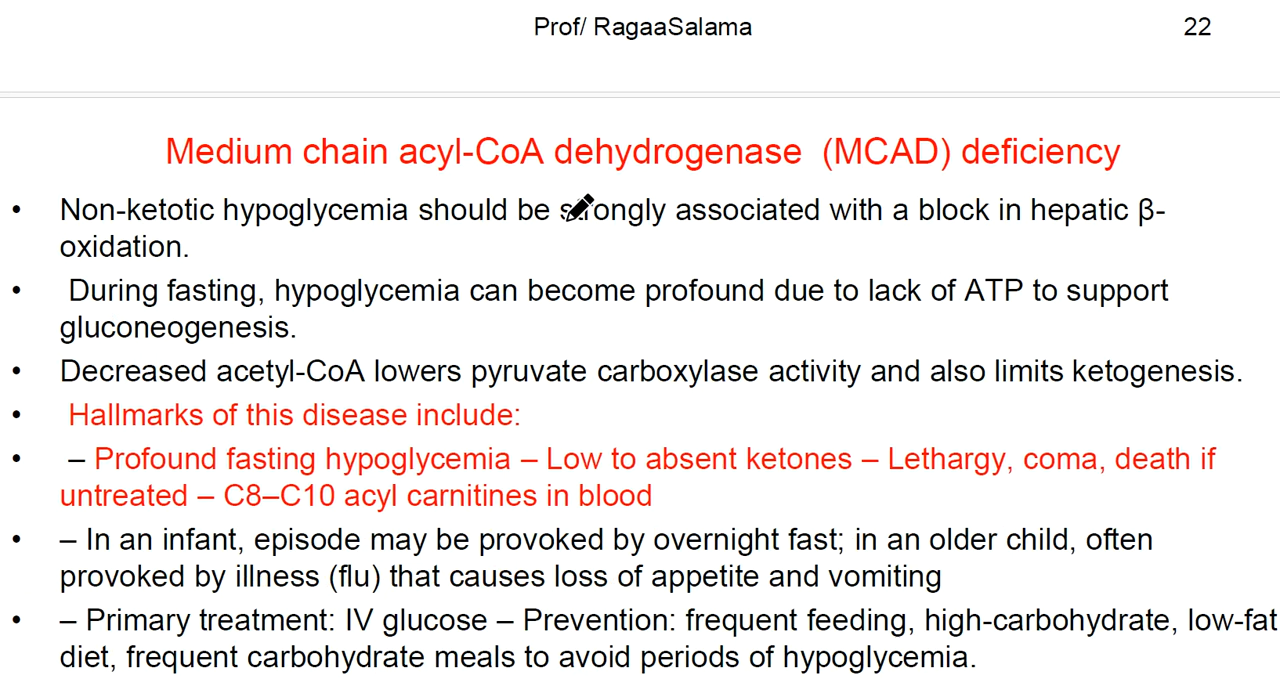 Prof/ RagaaSalama 22
Medium chain acyl-CoA dehydrogenase (MCAD) deficiency
• Non-ketotic hypoglycemia should be strongly associated with a block in hepatic β-
oxidation.
• During fasting, hypoglycemia can become profound due to lack of ATP to support
gluconeogenesis.
• Decreased acetyl-CoA lowers pyruvate carboxylase activity and also limits ketogenesis.
• Hallmarks of this disease include:
• – Profound fasting hypoglycemia – Low to absent ketones – Lethargy, coma, death if
untreated – C8–C10 acyl carnitines in blood
• – In an infant, episode may be provoked by overnight fast; in an older child, often
provoked by illness (flu) that causes loss of appetite and vomiting
• – Primary treatment: IV glucose – Prevention: frequent feeding, high-carbohydrate, low-fat
diet, frequent carbohydrate meals to avoid periods of hypoglycemia.